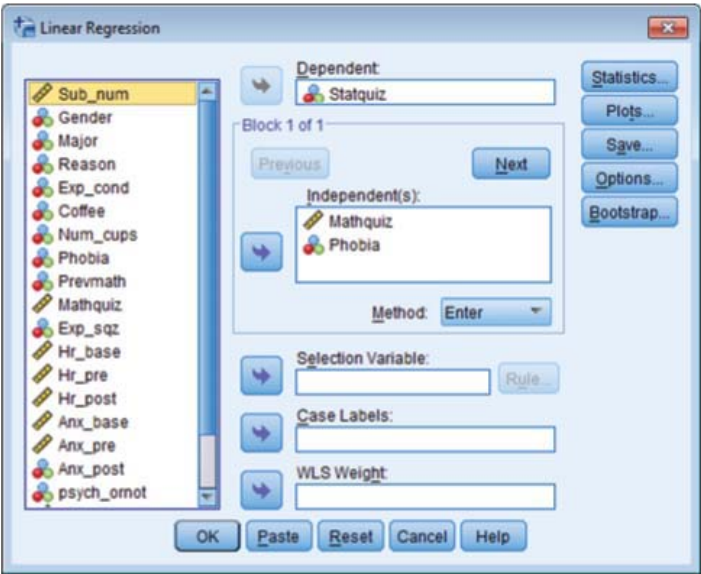 Linear Regression
Sub_num
Gender
Major
Reason
Exp_cond
Coffee
Num_cups
Phobia
Prevmath
Mathquiz
Exp_sqz
Hr_base
Hr_pre
Hr_post
Anx_base
Anx_pre
Anx_post
psych_ornot
Dependent:
Statquiz
Block 1 of 1
Previous
Next
Independent(s):
Mathquiz
Phobia
Method: Enter
Selection Variable:
Rule...
Case Labels:
WLS Weight:
Statistics...
Plots...
Save...
Options...
Bootstrap...
OK Paste Reset Cancel Help